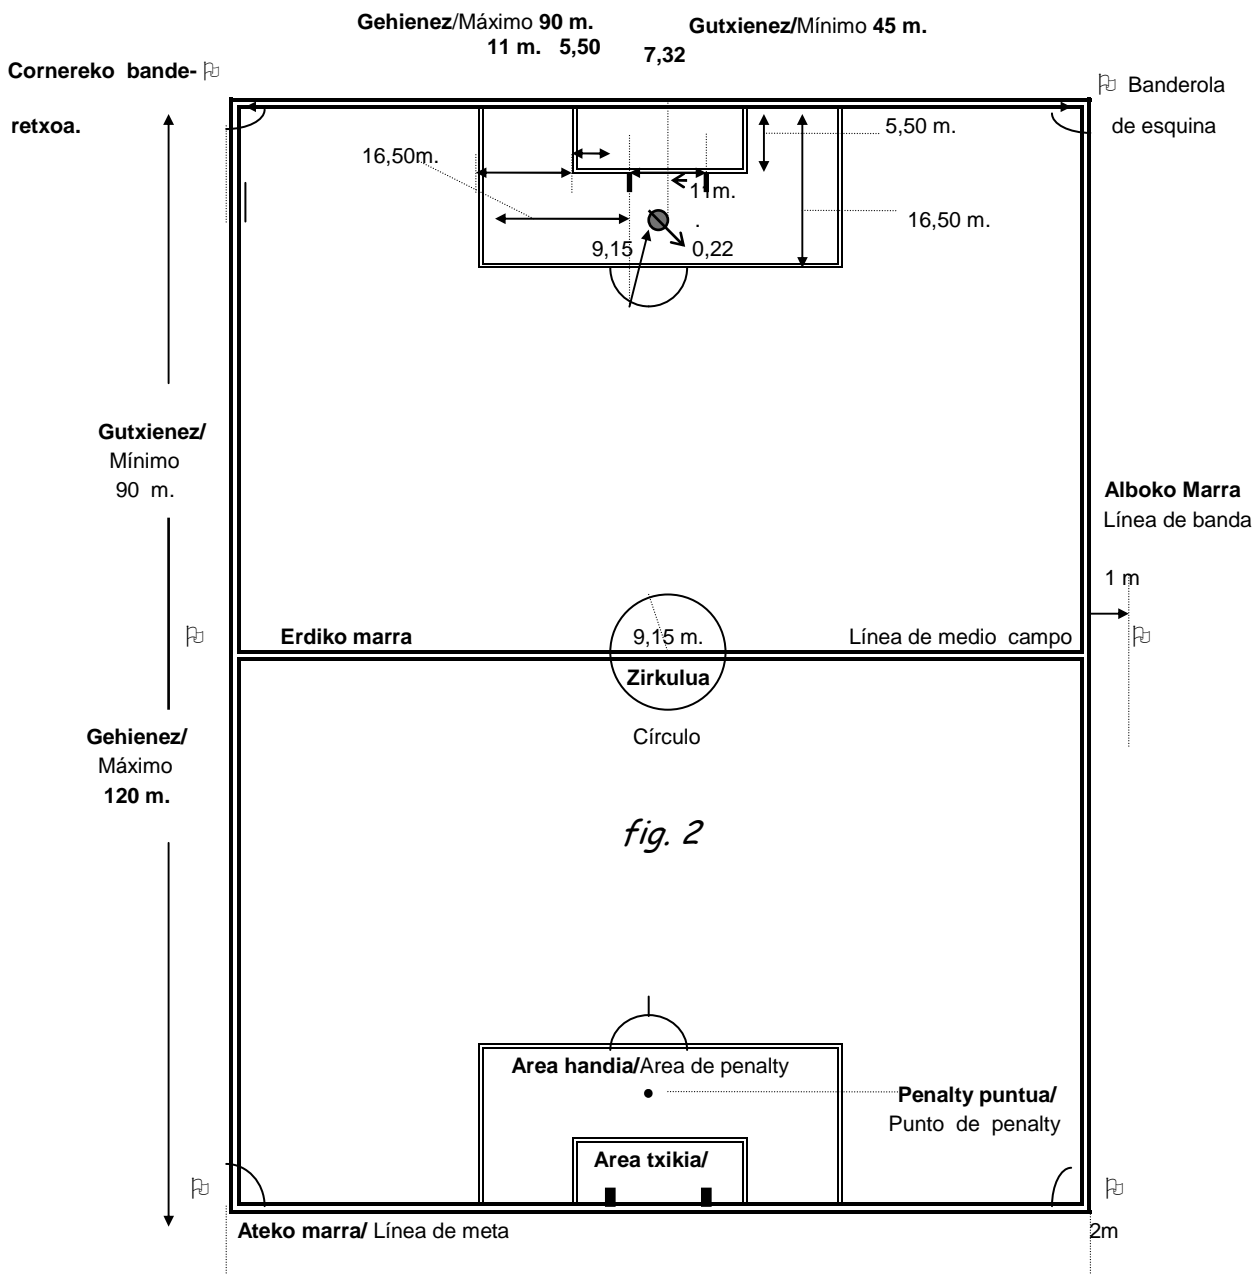 Gehienez/Máximo 90 m.
Gutxienez/Mínimo 45 m.
11 m. 5,50
7,32
Cornereko bande-
retxoa.
Banderola
de esquina
5,50 m.
16,50m.
11m.
16,50 m.
.
9,15
0,22
Gutxienez/
Mínimo
90 m.
Alboko Marra
Línea de banda
1 m
Erdiko marra
9,15 m.
Línea de medio campo
Zirkulua
Círculo
Gehienez/
Máximo
120 m.
fig. 2
Area handia/Area de penalty
Penalty puntua/
Punto de penalty
Area txikia/
Ateko marra/ Línea de meta
2m